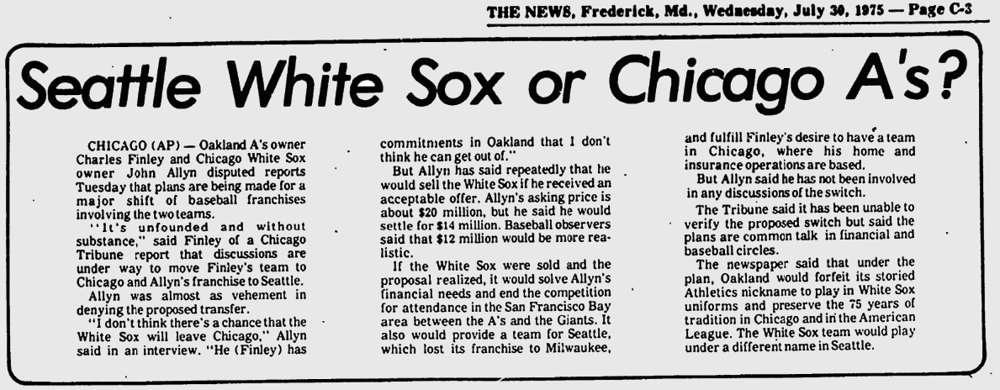 THE NEWS, Frederick, Md., Wednesday, July 30, 1975 — Page C-3
Seattle White Sox or Chicago A's?
CHICAGO (AP) — Oakland A's owner
Charles Finley and Chicago White Sox
owner John Allyn disputed reports
Tuesday that plans are being made for a
major shift of baseball franchises
involving the two teams.
"It's unfounded and without
substance," said Finley of a Chicago
Tribune report that discussions are
under way to move Finley's team to
Chicago and Allyn's franchise to Seattle.
Allyn was almost as vehement in
denying the proposed transfer.
"I don't think there's a chance that the
White Sox will leave Chicago," Allyn
said in an interview. "He (Finley) has
commitments in Oakland that I don't
think he can get out of."
But Allyn has said repeatedly that he
would sell the White Sox if he received an
acceptable offer. Allyn's asking price is
about $20 million, but he said he would
settle for $14 million. Baseball observers
said that $12 million would be more rea-
listic.
If the White Sox were sold and the
proposal realized, it would solve Allyn's
financial needs and end the competition
for attendance in the San Francisco Bay
area between the A's and the Giants. It
also would provide a team for Seattle,
which lost its franchise to Milwaukee,
and fulfill Finley's desire to have a team
in Chicago, where his home and
insurance operations are based.
But Allyn said he has not been involved
in any discussions of the switch.
The Tribune said it has been unable to
verify the proposed switch but said the
plans are common talk in financial and
baseball circles.
The newspaper said that under the
plan, Oakland would forfeit its storied
Athletics nickname to play in White Sox
uniforms and preserve the 75 years of
tradition in Chicago and in the American
League. The White Sox team would play
under a different name in Seattle.